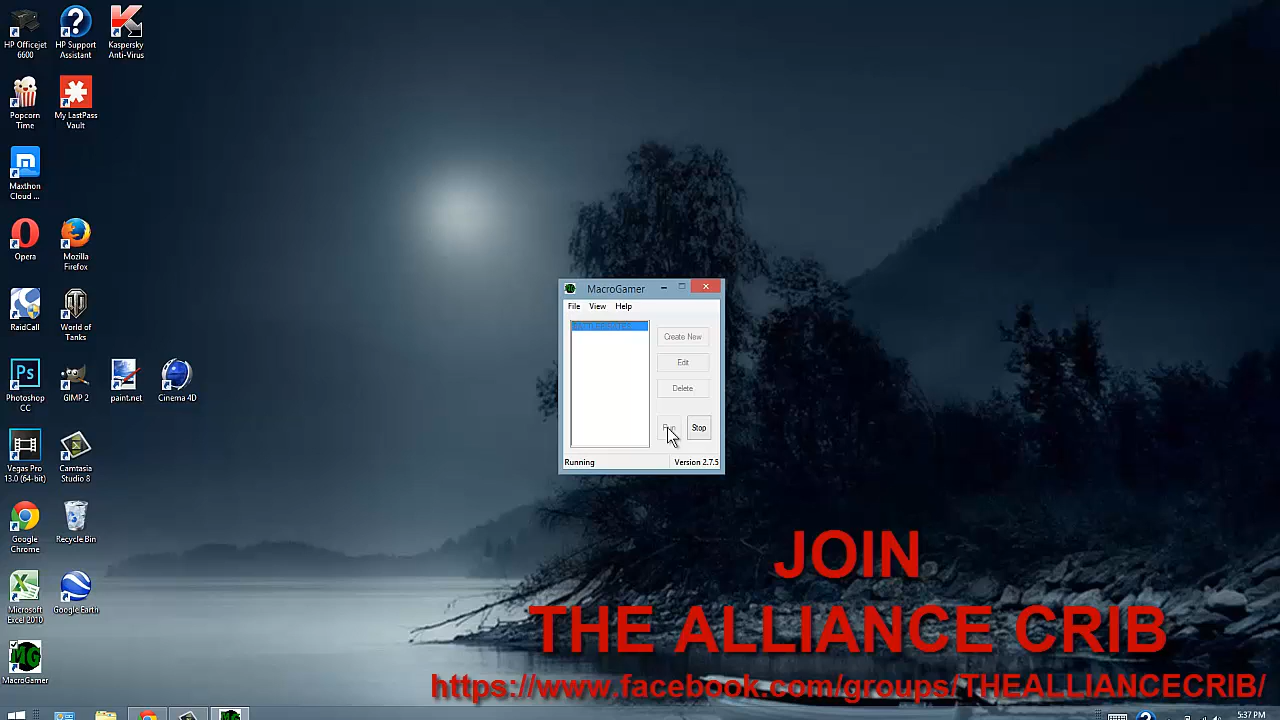 HP Officejet
6600
HP Support
Assistant
Kaspersky
Anti-Virus
Popcorn
Time
My LastPass
Vault
Maxthon
Cloud ...
Opera
Mozilla
Firefox
RaidCall
World of
Tanks
Photoshop
CC
GIMP 2
paint.net
Cinema 4D
Vegas Pro
13.0 (64-bit)
Camtasia
Studio 8
Google
Chrome
Recycle Bin
Microsoft
Excel 2010
Google Earth
MacroGamer
MacroGamer
File View Help
Create New
Edit
Delete
Run Stop
Running Version 2.7.5
JOIN
THE ALLIANCE CRIB
https://www.facebook.com/groups/THEALLIANCECRIB/
5:37 PM